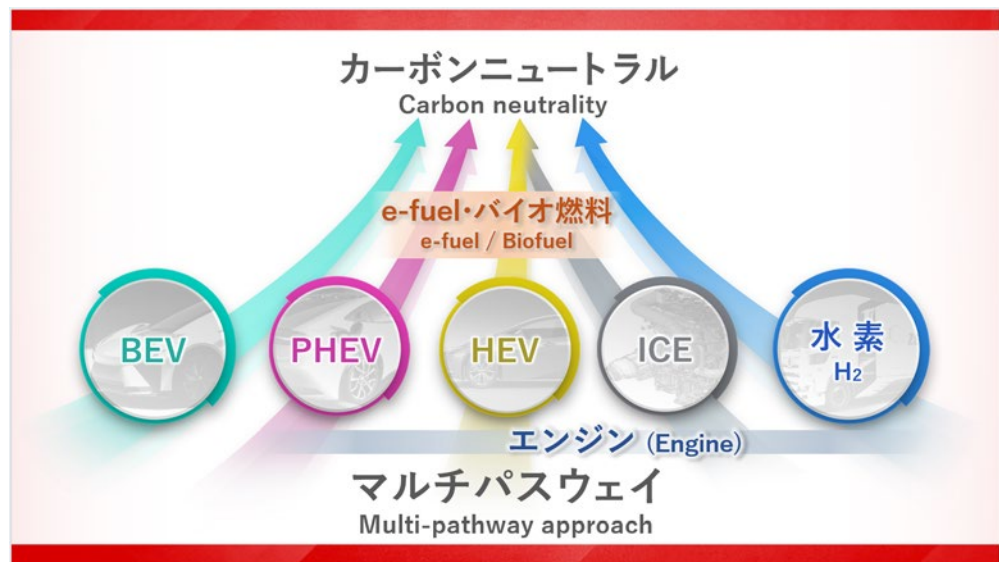 カーボンニュートラル
Carbon neutrality
e-fuel・バイオ燃料
e-fuel / Biofuel
BEV
PHEV
HEV
ICE
水素
H₂
エンジン (Engine)
マルチパスウェイ
Multi-pathway approach